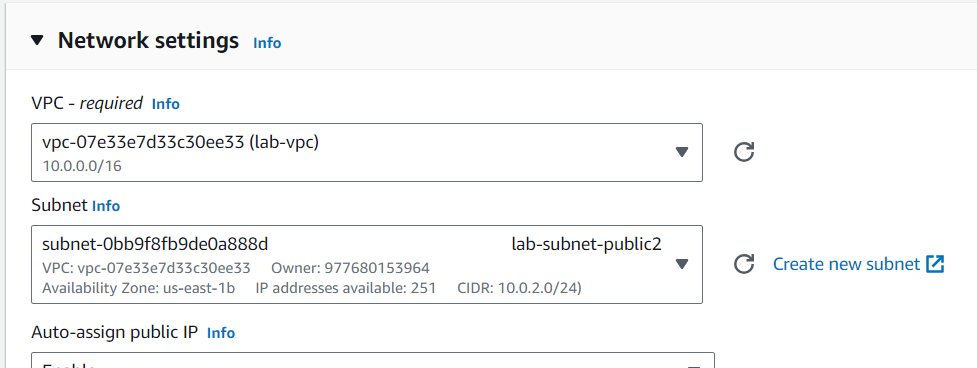 Network settings Info
VPC - required Info
vpc-07e33e7d33c30ee33 (lab-vpc)
10.0.0.0/16
Subnet Info
subnet-0bb9f8fb9de0a888d lab-subnet-public2
VPC: vpc-07e33e7d33c30ee33 Owner: 977680153964
Availability Zone: us-east-1b IP addresses available: 251 CIDR: 10.0.2.0/24)
Create new subnet
Auto-assign public IP Info
Enable